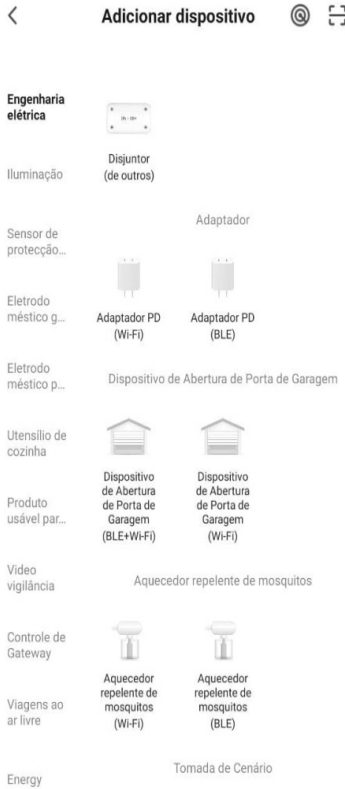 Adicionar dispositivo
Engenharia
elétrica
Iluminação
Sensor de
protecção...
Eletrodo
méstico g...
Eletrodo
méstico p...
Utensílio de
cozinha
Produto
usável par...
Video
vigilância
Controle de
Gateway
Viagens ao
ar livre
Energy
Disjuntor
(de outros)
Adaptador
Adaptador PD
(Wi-Fi)
Adaptador PD
(BLE)
Dispositivo de Abertura de Porta de Garagem
Dispositivo
de Abertura
de Porta de
Garagem
(BLE+Wi-Fi)
Dispositivo
de Abertura
de Porta de
Garagem
(Wi-Fi)
Aquecedor repelente de mosquitos
Aquecedor
repelente de
mosquitos
(Wi-Fi)
Aquecedor
repelente de
mosquitos
(BLE)
Tomada de Cenário